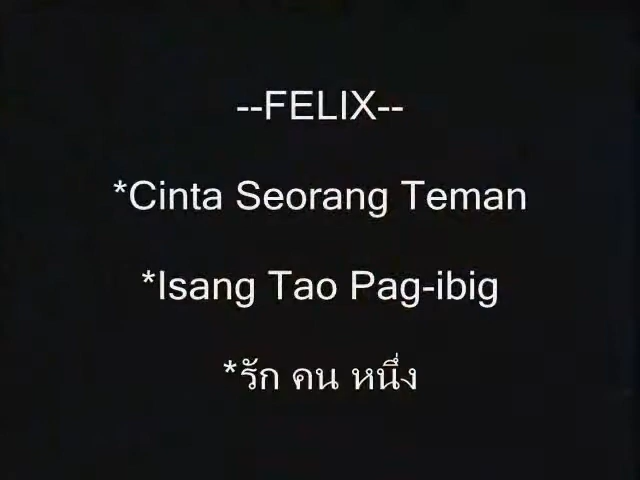 --FELIX--
*Cinta Seorang Teman
*Isang Tao Pag-ibig
*รัก คน หนึ่ง